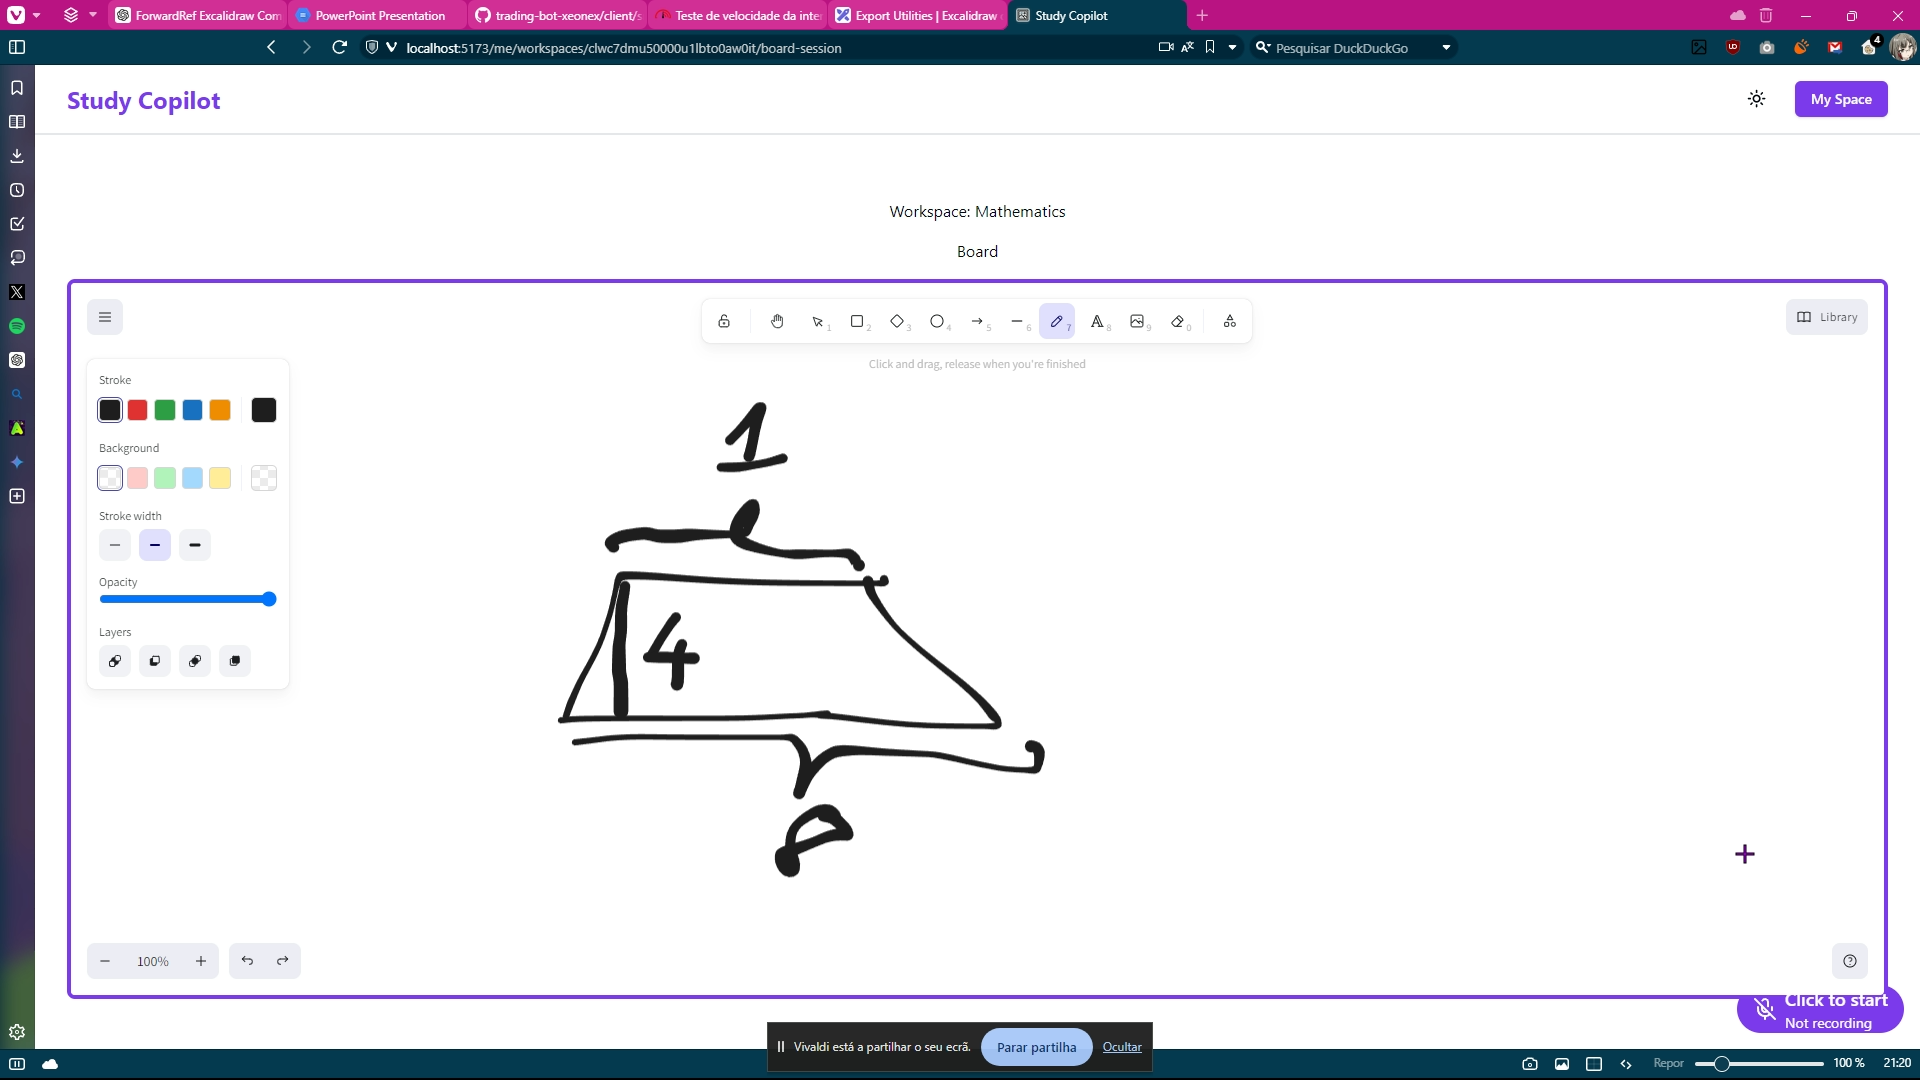 ForwardRef Excalidraw Com
PowerPoint Presentation
trading-bot-xeonex/client/s
Teste de velocidade da inte
Export Utilities | Excalidraw
Study Copilot
localhost:5173/me/workspaces/clwc7dmu50000u1lbto0aw0it/board-session
Pesquisar DuckDuckGo
4
Study Copilot
My Space
Workspace: Mathematics
Board
1 2 3 4 5 6 7 8 9 0
Library
Click and drag, release when you're finished
Stroke
Background
Stroke width
Opacity
Layers
1
4
8
100%
Click to start
Not recording
Vivaldi está a partilhar o seu ecrã.
Parar partilha
Ocultar
Repor
100 %
21:20